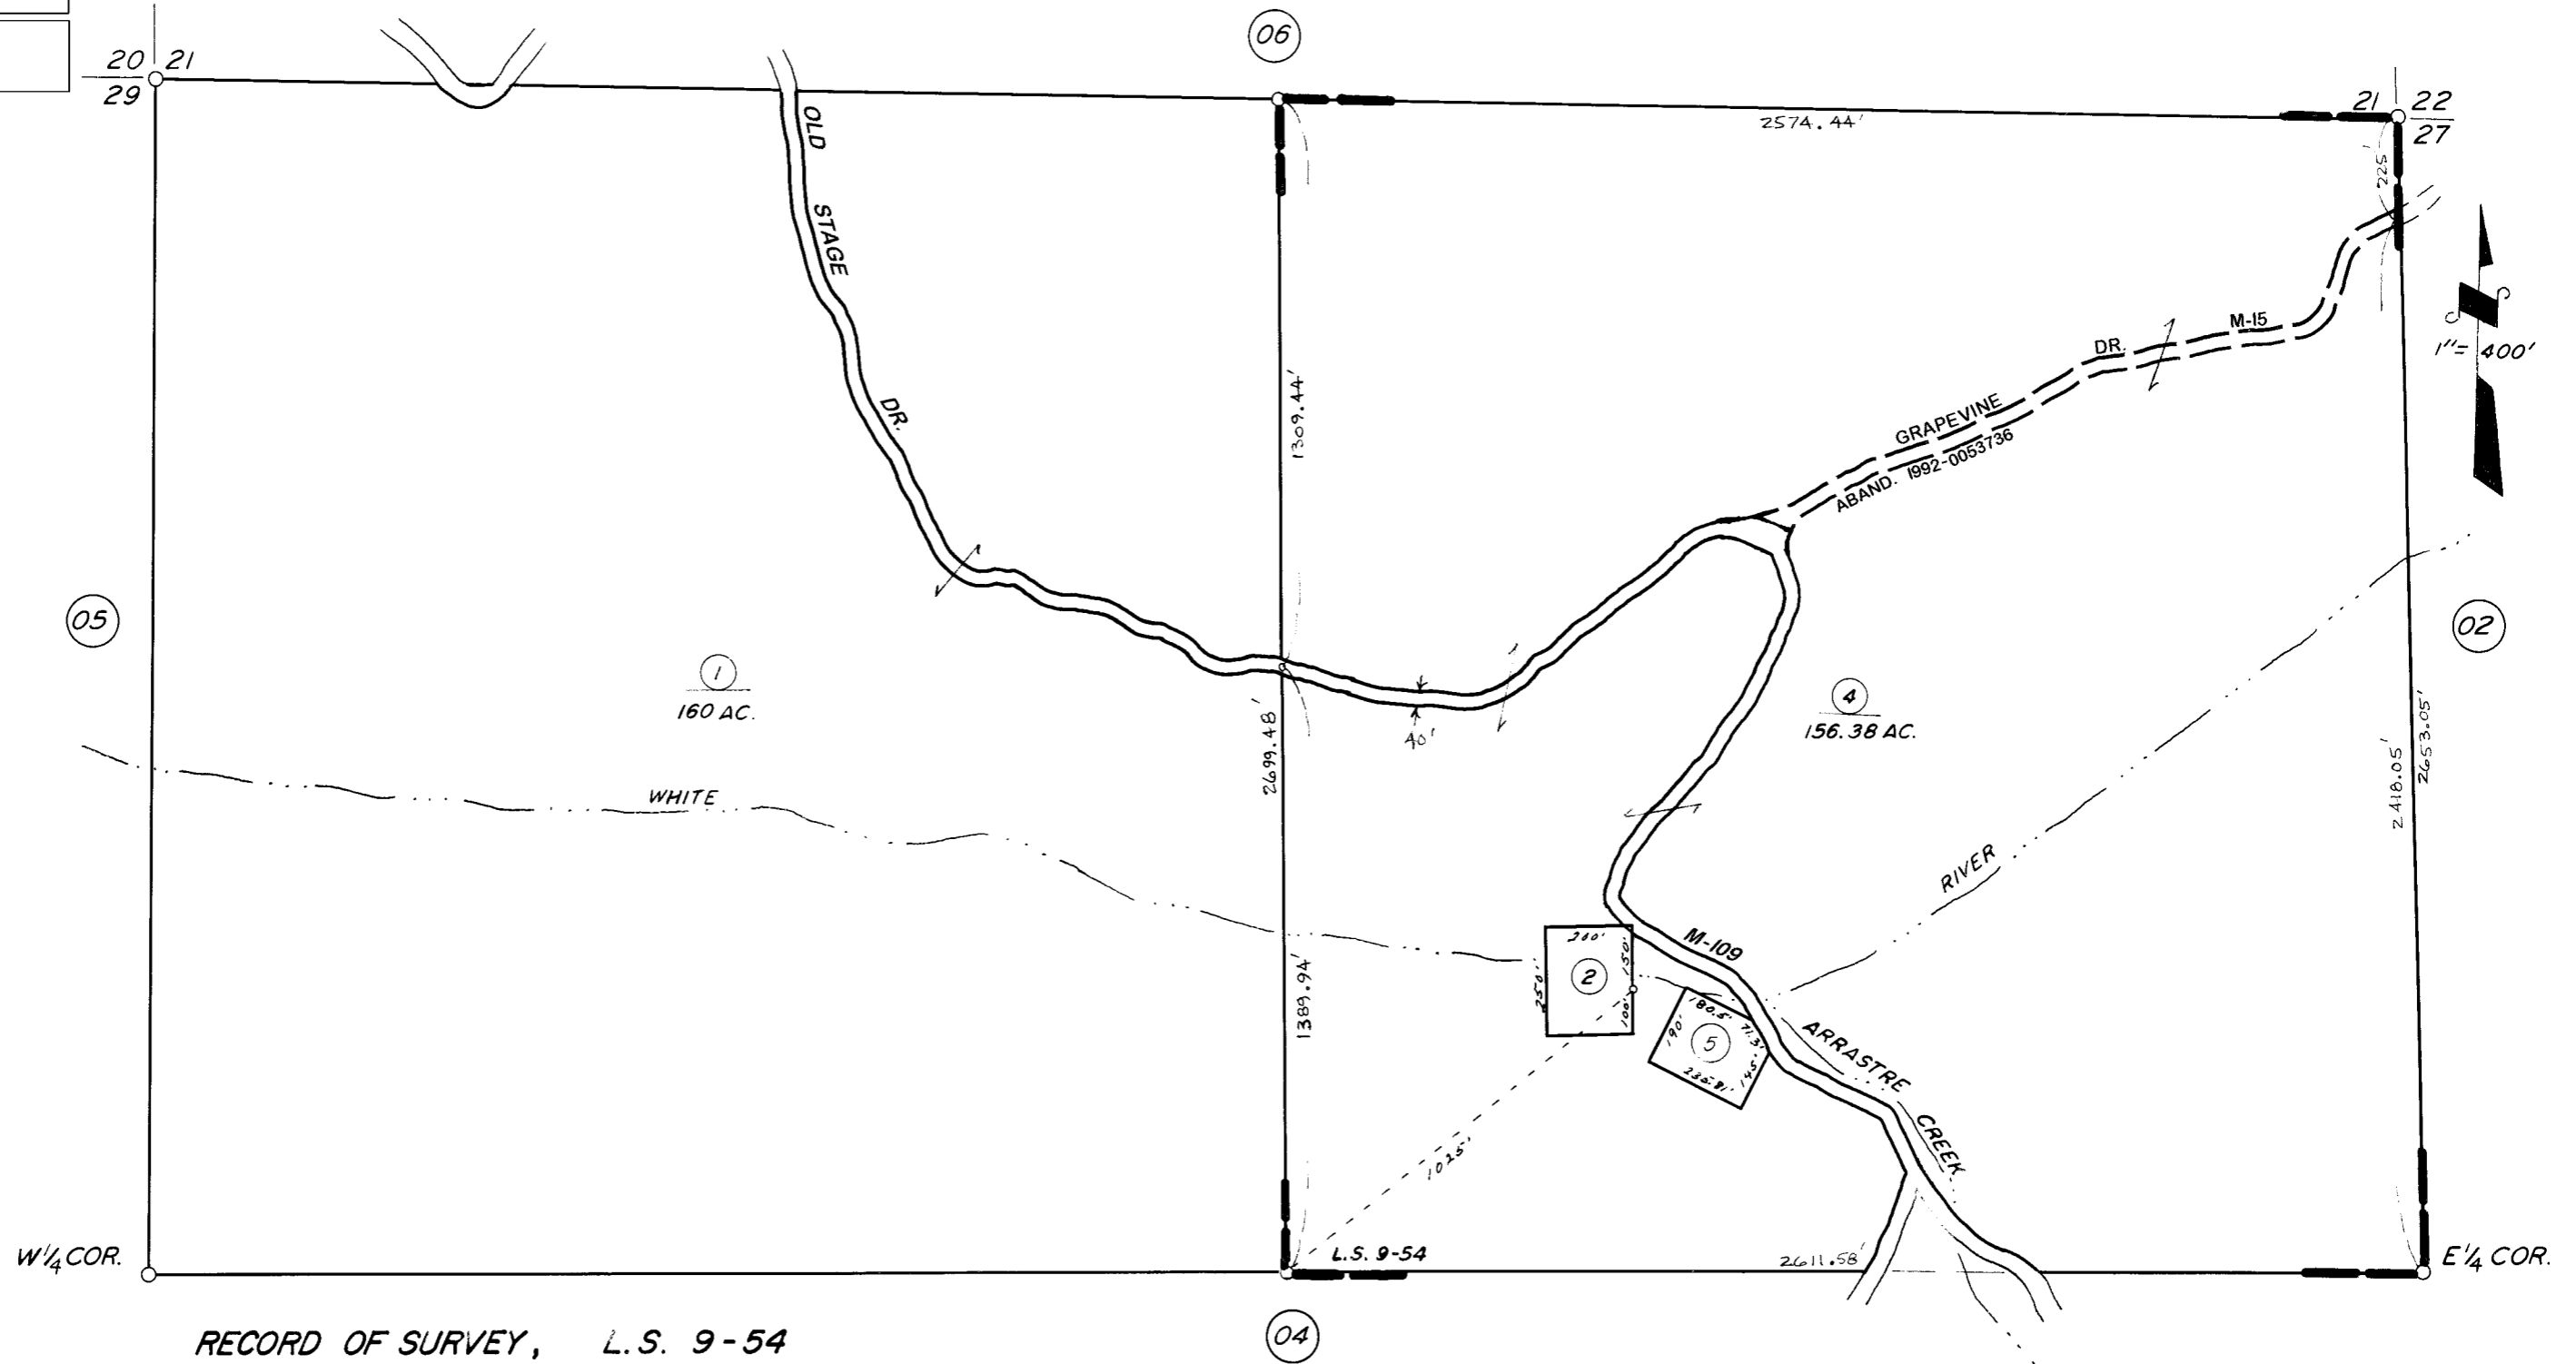 06
20 21
29
21 22
27
2574.44'
225'
OLD STAGE DR.
1"= 400'
M-15
DR.
GRAPEVINE
ABAND. 1992-0053736
1309.44'
05
02
1
160 AC.
4
156.38 AC.
40'
2699.48'
2653.05'
2418.05'
WHITE
RIVER
M-109
200'
250'
2
150'
100'
1389.94'
180.5'
71.3'
190'
5
145'
235.81'
ARRASTRE CREEK
1025'
W 1/4 COR.
L.S. 9-54
2611.58'
E 1/4 COR.
04
RECORD OF SURVEY, L.S. 9-54